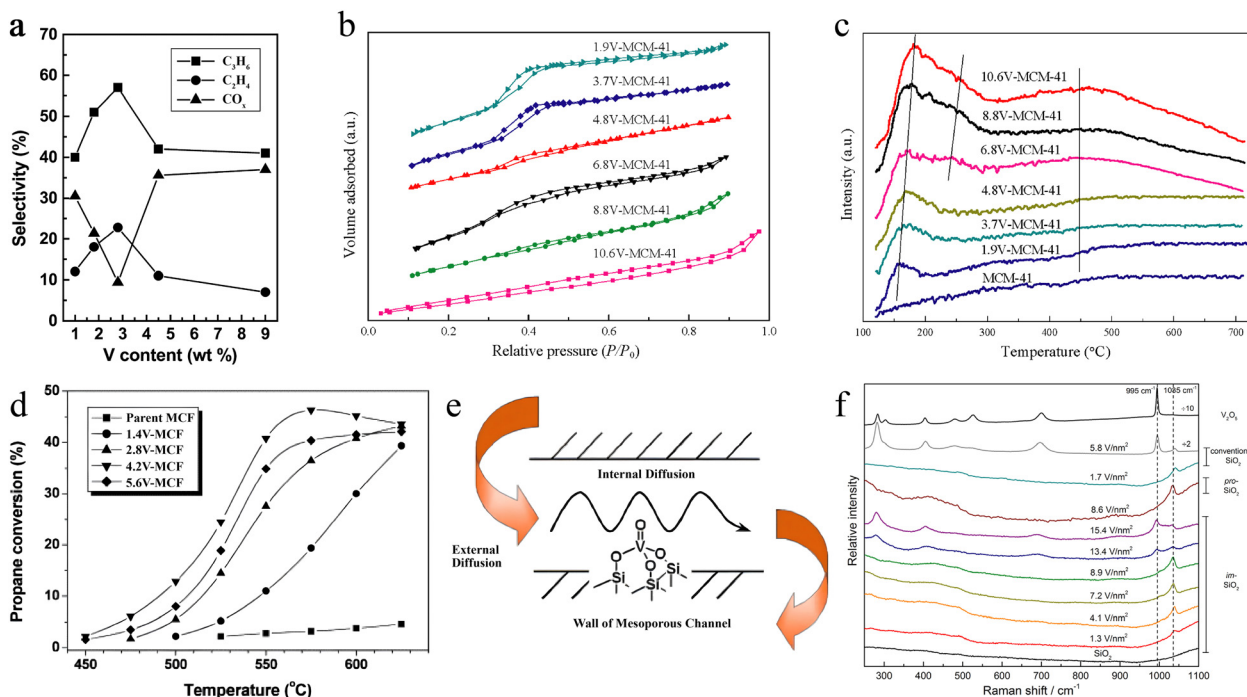 a
C₃H₆
C₂H₄
COₓ
Selectivity (%)
80
70
60
50
40
30
20
10
0
1 2 3 4 5 6 7 8 9
V content (wt %)
b
1.9V-MCM-41
3.7V-MCM-41
4.8V-MCM-41
6.8V-MCM-41
8.8V-MCM-41
10.6V-MCM-41
Volume adsorbed (a.u.)
0.0 0.2 0.4 0.6 0.8 1.0
Relative pressure (P/P₀)
c
10.6V-MCM-41
8.8V-MCM-41
6.8V-MCM-41
4.8V-MCM-41
3.7V-MCM-41
1.9V-MCM-41
MCM-41
Intensity (a.u.)
100 200 300 400 500 600 700
Temperature (°C)
d
Parent MCF
1.4V-MCF
2.8V-MCF
4.2V-MCF
5.6V-MCF
Propane conversion (%)
50
40
30
20
10
0
450 500 550 600
Temperature (°C)
e
Internal Diffusion
External
Diffusion
O
V
O O O
Si Si Si
Wall of Mesoporous Channel
f
995 cm⁻¹ 1035 cm⁻¹
÷10 V₂O₅
5.8 V/nm² ÷2
convention
SiO₂
1.7 V/nm²
pro-
SiO₂
8.6 V/nm²
15.4 V/nm²
13.4 V/nm²
8.9 V/nm²
im-
SiO₂
7.2 V/nm²
4.1 V/nm²
1.3 V/nm²
SiO₂
Relative intensity
300 400 500 600 700 800 900 1000 1100
Raman shift / cm⁻¹